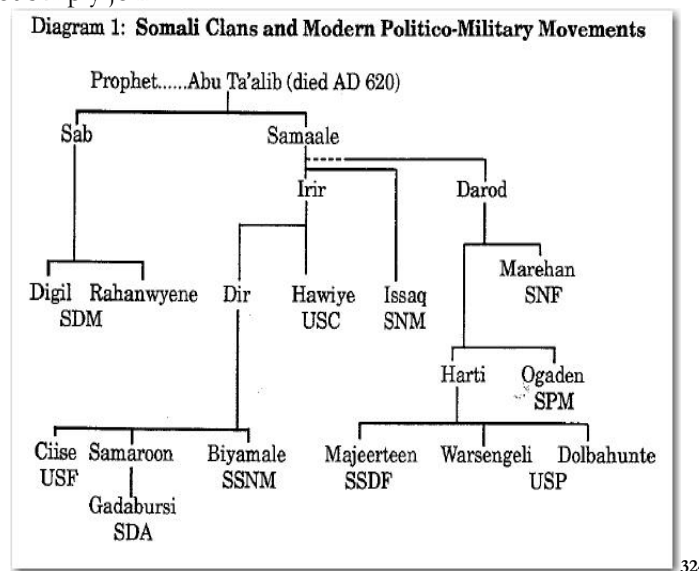 Diagram 1: Somali Clans and Modern Politico-Military Movements
Prophet......Abu Ta'alib (died AD 620)
Sab Samaale
Irir Darod
Marehan
SNF
Digil Rahanwyene Dir Hawiye Issaq
SDM USC SNM
Harti Ogaden
SPM
Ciise Samaroon Biyamale Majeerteen Warsengeli Dolbahunte
USF SSNM SSDF USP
Gadabursi
SDA
32